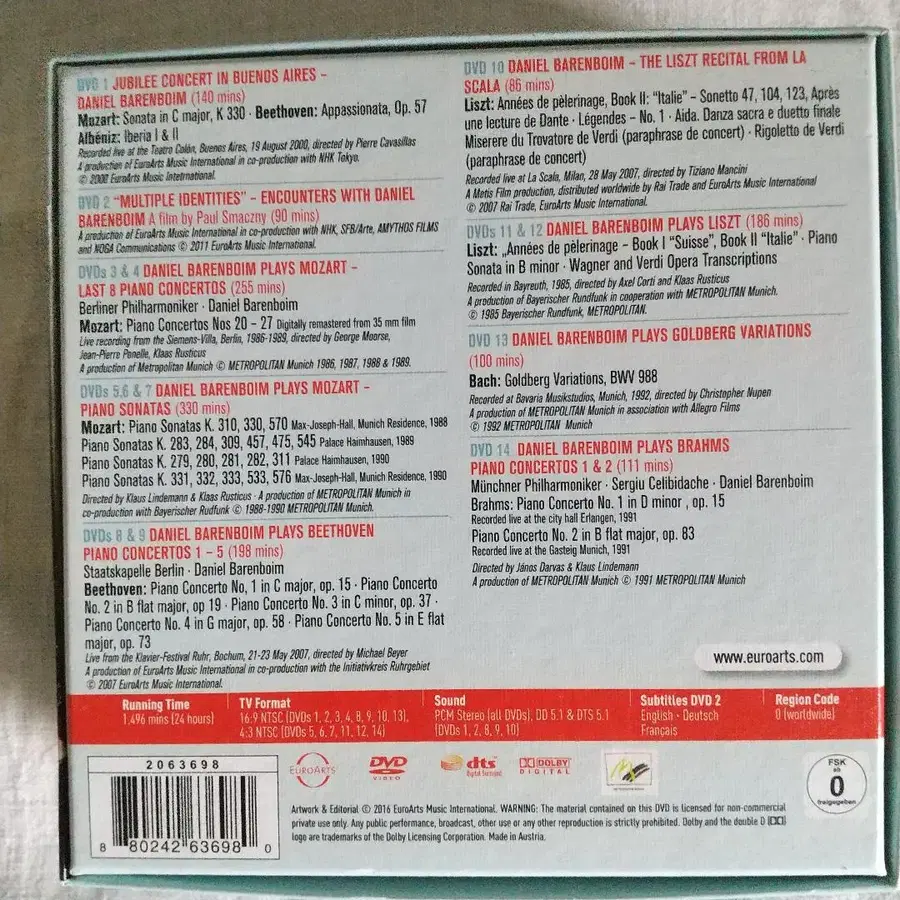 DVD 1 JUBILEE CONCERT IN BUENOS AIRES –
DANIEL BARENBOIM (140 mins)
Mozart: Sonata in C major, K 330 · Beethoven: Appassionata, Op. 57
Albéniz: Iberia I & II
Recorded live at the Teatro Colón, Buenos Aires, 19 August 2000, directed by Pierre Cavasillas
A production of EuroArts Music International in co-production with NHK Tokyo.
© 2000 EuroArts Music International.
DVD 2 “MULTIPLE IDENTITIES” – ENCOUNTERS WITH DANIEL
BARENBOIM A film by Paul Smaczny (90 mins)
A production of EuroArts Music International in co-production with NHK, SFB/Arte, AMYTHOS FILMS
and NOGA Communications © 2011 EuroArts Music International.
DVDs 3 & 4 DANIEL BARENBOIM PLAYS MOZART –
LAST 8 PIANO CONCERTOS (255 mins)
Berliner Philharmoniker · Daniel Barenboim
Mozart: Piano Concertos Nos 20 – 27 Digitally remastered from 35 mm film
Live recording from the Siemens-Villa, Berlin, 1986-1989, directed by George Moorse,
Jean-Pierre Ponelle, Klaas Rusticus
A production of Metropolitan Munich © METROPOLITAN Munich 1986, 1987, 1988 & 1989.
DVDs 5,6 & 7 DANIEL BARENBOIM PLAYS MOZART –
PIANO SONATAS (330 mins)
Mozart: Piano Sonatas K. 310, 330, 570 Max-Joseph-Hall, Munich Residence, 1988
Piano Sonatas K. 283, 284, 309, 457, 475, 545 Palace Haimhausen, 1989
Piano Sonatas K. 279, 280, 281, 282, 311 Palace Haimhausen, 1990
Piano Sonatas K. 331, 332, 333, 533, 576 Max-Joseph-Hall, Munich Residence, 1990
Directed by Klaus Lindemann & Klaas Rusticus · A production of METROPOLITAN Munich in
co-production with Bayerischer Rudfunk © 1988-1990 METROPOLITAN Munich.
DVDs 8 & 9 DANIEL BARENBOIM PLAYS BEETHOVEN
PIANO CONCERTOS 1 – 5 (198 mins)
Staatskapelle Berlin · Daniel Barenboim
Beethoven: Piano Concerto No, 1 in C major, op. 15 · Piano Concerto
No. 2 in B flat major, op 19 · Piano Concerto No. 3 in C minor, op. 37 ·
Piano Concerto No. 4 in G major, op. 58 · Piano Concerto No. 5 in E flat
major, op. 73
Live from the Klavier-Festival Ruhr, Bochum, 21-23 May 2007, directed by Michael Beyer
A production of EuroArts Music International in co-production with the Initiativkreis Ruhrgebiet
© 2007 EuroArts Music International.
DVD 10 DANIEL BARENBOIM – THE LISZT RECITAL FROM LA
SCALA (86 mins)
Liszt: Années de pèlerinage, Book II: “Italie” – Sonetto 47, 104, 123, Après
une lecture de Dante · Légendes – No. 1 · Aida. Danza sacra e duetto finale
Miserere du Trovatore de Verdi (paraphrase de concert) · Rigoletto de Verdi
(paraphrase de concert)
Recorded live at La Scala, Milan, 28 May 2007, directed by Tiziano Mancini
A Metis Film production, distributed worldwide by Rai Trade and EuroArts Music International
© 2007 Rai Trade, EuroArts Music International.
DVDs 11 & 12 DANIEL BARENBOIM PLAYS LISZT (186 mins)
Liszt: „Années de pèlerinage – Book I “Suisse”, Book II “Italie” · Piano
Sonata in B minor · Wagner and Verdi Opera Transcriptions
Recorded in Bayreuth, 1985, directed by Axel Corti and Klaas Rusticus
A production of Bayerischer Rundfunk in cooperation with METROPOLITAN Munich.
© 1985 Bayerischer Rundfunk, METROPOLITAN.
DVD 13 DANIEL BARENBOIM PLAYS GOLDBERG VARIATIONS
(100 mins)
Bach: Goldberg Variations, BWV 988
Recorded at Bavaria Musikstudios, Munich, 1992, directed by Christopher Nupen
A production of METROPOLITAN Munich in association with Allegro Films
© 1992 METROPOLITAN Munich
DVD 14 DANIEL BARENBOIM PLAYS BRAHMS
PIANO CONCERTOS 1 & 2 (111 mins)
Münchner Philharmoniker · Sergiu Celibidache · Daniel Barenboim
Brahms: Piano Concerto No. 1 in D minor , op. 15
Recorded live at the city hall Erlangen, 1991
Piano Concerto No. 2 in B flat major, op. 83
Recorded live at the Gasteig Munich, 1991
Directed by János Darvas & Klaus Lindemann
A production of METROPOLITAN Munich © 1991 METROPOLITAN Munich
www.euroarts.com
Running Time
1,496 mins (24 hours)
TV Format
16:9 NTSC (DVDs 1, 2, 3, 4, 8, 9, 10, 13),
4:3 NTSC (DVDs 5, 6, 7, 11, 12, 14)
Sound
PCM Stereo (all DVDs), DD 5.1 & DTS 5.1
(DVDs 1, 2, 8, 9, 10)
Subtitles DVD 2
English · Deutsch
Français
Region Code
0 (worldwide)
2063698
8 80242 63698 0
EUROARTS
DVD
VIDEO
dts
Digital Surround
DOLBY
DIGITAL
FSK
ab
0
freigegeben
Artwork & Editorial © 2016 EuroArts Music International. WARNING: The material contained on this DVD is licensed for non-commercial
private use only. Any public performance, broadcast, other use or any other reproduction is strictly prohibited. Dolby and the double D
logo are trademarks of the Dolby Licensing Corporation. Made in Austria.